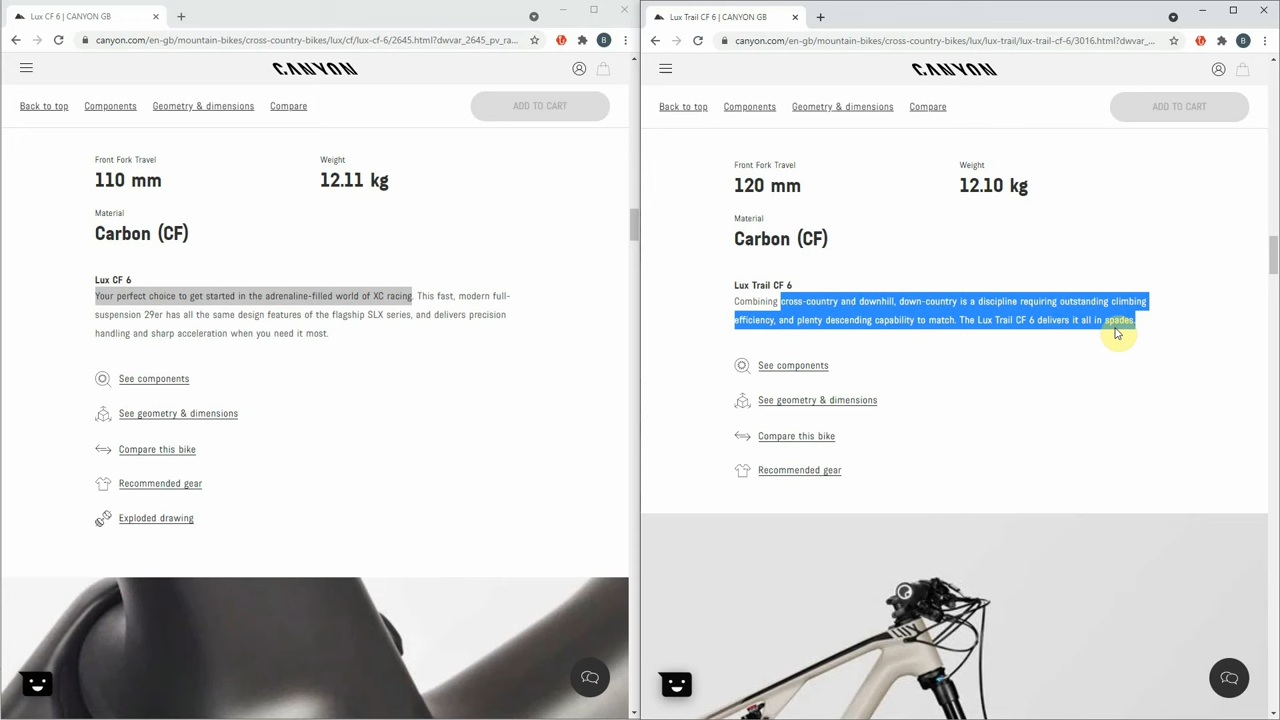 Lux CF 6 | CANYON GB
canyon.com/en-gb/mountain-bikes/cross-country-bikes/lux/cf/lux-cf-6/2645.html?dwvar_2645_pv_ra...
B
CANYON
Back to top
Components
Geometry & dimensions
Compare
ADD TO CART
Front Fork Travel
110 mm
Weight
12.11 kg
Material
Carbon (CF)
Lux CF 6
Your perfect choice to get started in the adrenaline-filled world of XC racing. This fast, modern full-
suspension 29er has all the same design features of the flagship SLX series, and delivers precision
handling and sharp acceleration when you need it most.
See components
See geometry & dimensions
Compare this bike
Recommended gear
Exploded drawing
Lux Trail CF 6 | CANYON GB
canyon.com/en-gb/mountain-bikes/cross-country-bikes/lux/lux-trail/lux-trail-cf-6/3016.html?dwvar_...
B
CANYON
Back to top
Components
Geometry & dimensions
Compare
ADD TO CART
Front Fork Travel
120 mm
Weight
12.10 kg
Material
Carbon (CF)
Lux Trail CF 6
Combining cross-country and downhill, down-country is a discipline requiring outstanding climbing
efficiency, and plenty descending capability to match. The Lux Trail CF 6 delivers it all in spades.
See components
See geometry & dimensions
Compare this bike
Recommended gear
LUX